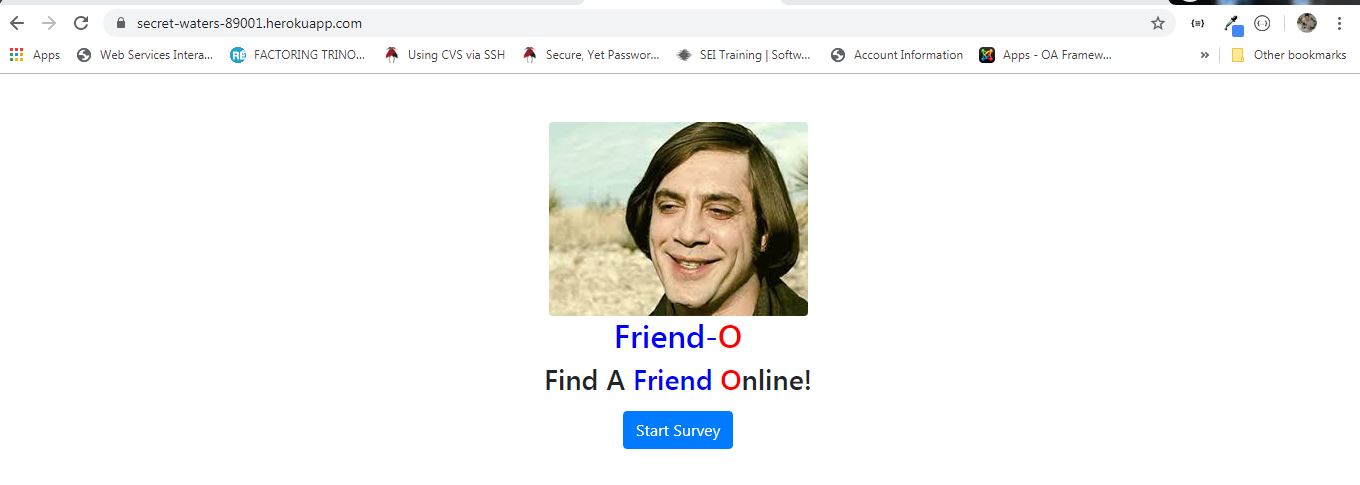 secret-waters-89001.herokuapp.com
Apps Web Services Intera... FACTORING TRINO... Using CVS via SSH Secure, Yet Passwor... SEI Training | Softw... Account Information Apps - OA Framew... » Other bookmarks
Friend-O
Find A Friend Online!
Start Survey